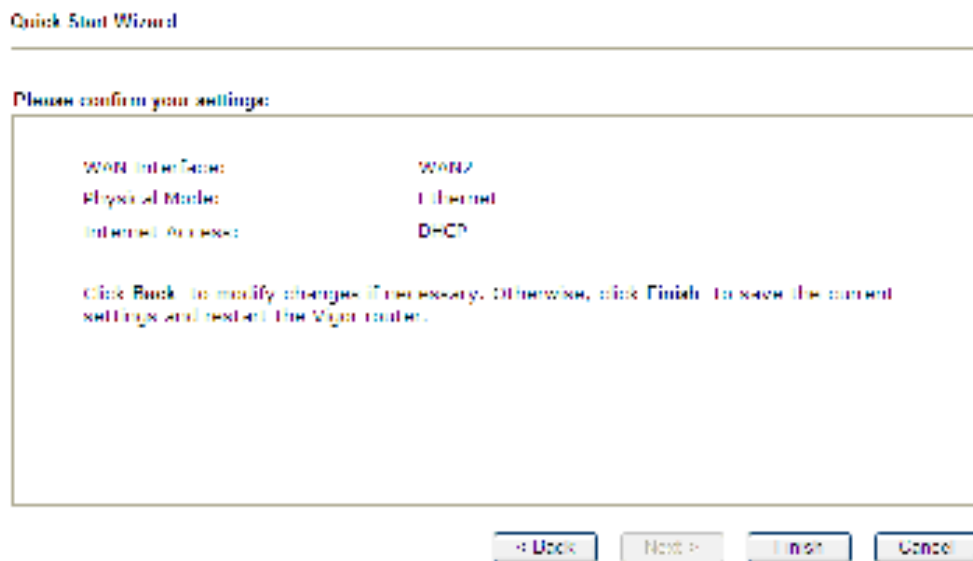 Quick Start Wizard
Please confirm your settings:
WAN Interface: WAN2
Physical Mode: Ethernet
Internet Access: DHCP
Click Back to modify changes if necessary. Otherwise, click Finish to save the current
settings and restart the Vigor router.
< Back Next > Finish Cancel